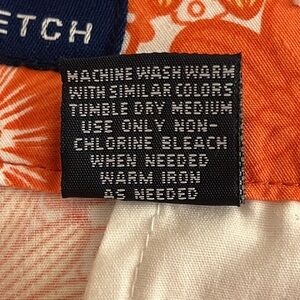 ETCH
MACHINE WASH WARM
WITH SIMILAR COLORS
TUMBLE DRY MEDIUM
USE ONLY NON-
CHLORINE BLEACH
WHEN NEEDED
WARM IRON
AS NEEDED